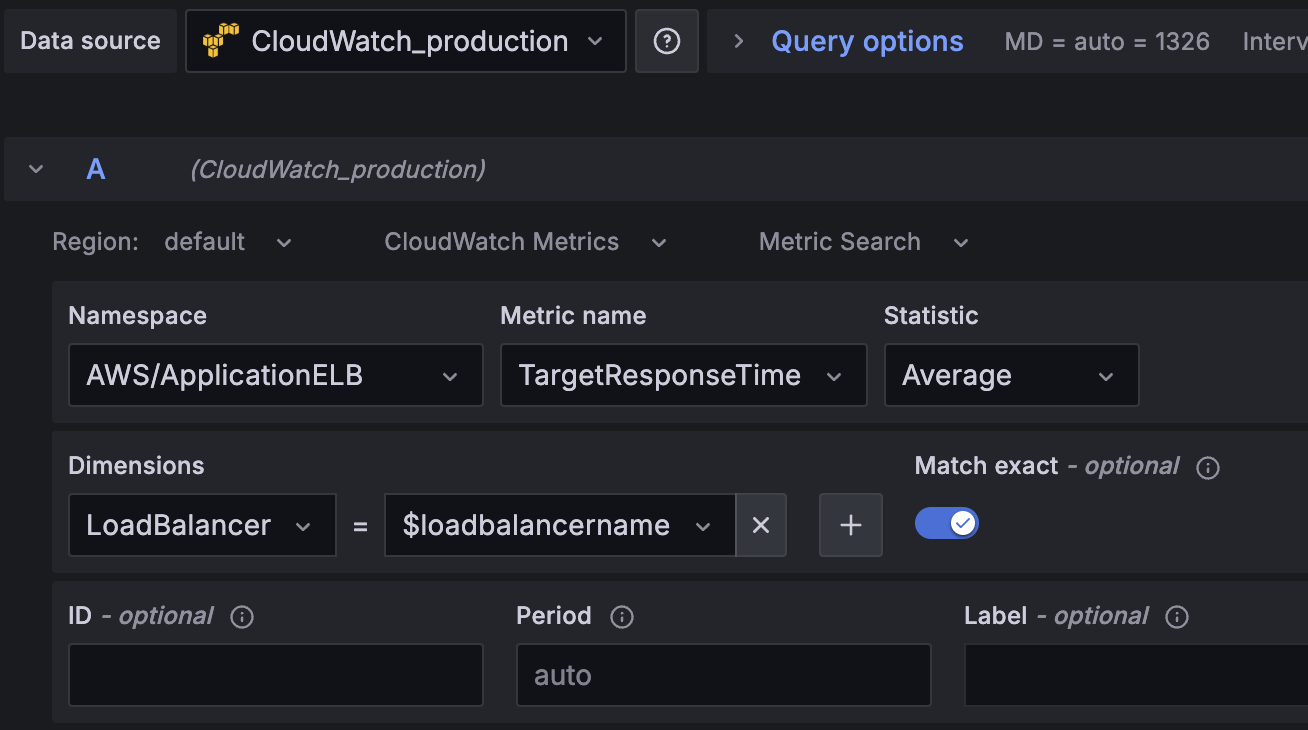 Data source CloudWatch_production Query options MD = auto = 1326 Interv
A (CloudWatch_production)
Region: default CloudWatch Metrics Metric Search
Namespace Metric name Statistic
AWS/ApplicationELB TargetResponseTime Average
Dimensions Match exact - optional
LoadBalancer = $loadbalancername
ID - optional Period Label - optional
auto